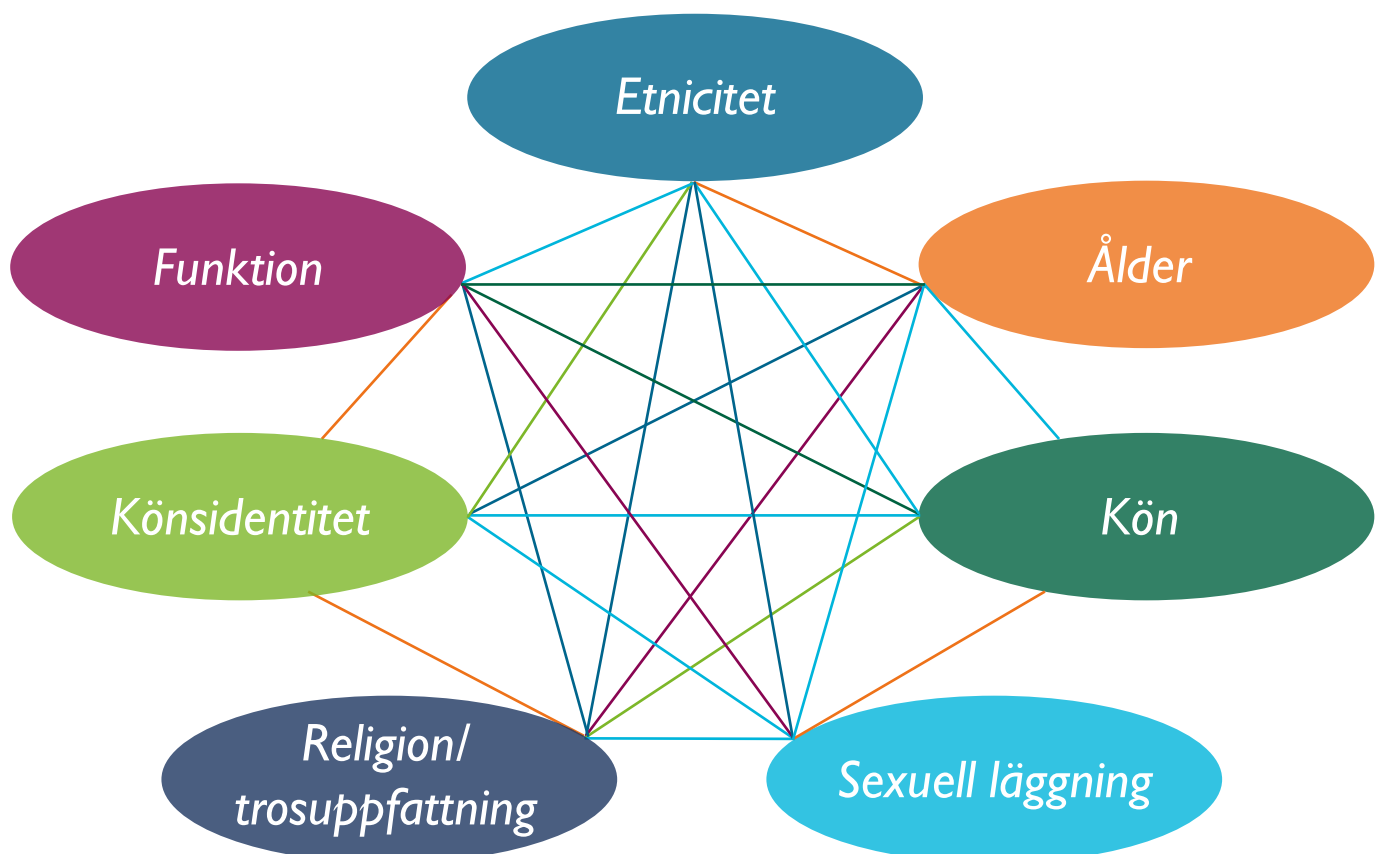 Etnicitet
Funktion
Ålder
Könsidentitet
Kön
Religion/
trosuppfattning
Sexuell läggning